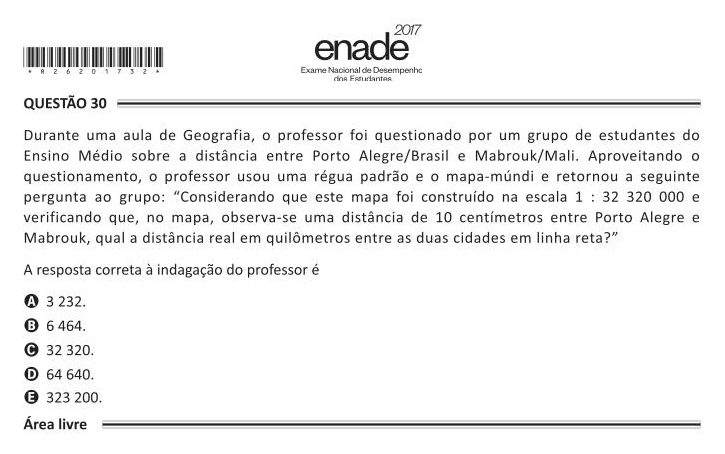 * R 2 6 2 0 1 7 3 2 *
2017
enade
Exame Nacional de Desempenho
dos Estudantes
QUESTÃO 30
Durante uma aula de Geografia, o professor foi questionado por um grupo de estudantes do
Ensino Médio sobre a distância entre Porto Alegre/Brasil e Mabrouk/Mali. Aproveitando o
questionamento, o professor usou uma régua padrão e o mapa-múndi e retornou a seguinte
pergunta ao grupo: “Considerando que este mapa foi construído na escala 1 : 32 320 000 e
verificando que, no mapa, observa-se uma distância de 10 centímetros entre Porto Alegre e
Mabrouk, qual a distância real em quilômetros entre as duas cidades em linha reta?”
A resposta correta à indagação do professor é
A 3 232.
B 6 464.
C 32 320.
D 64 640.
E 323 200.
Área livre